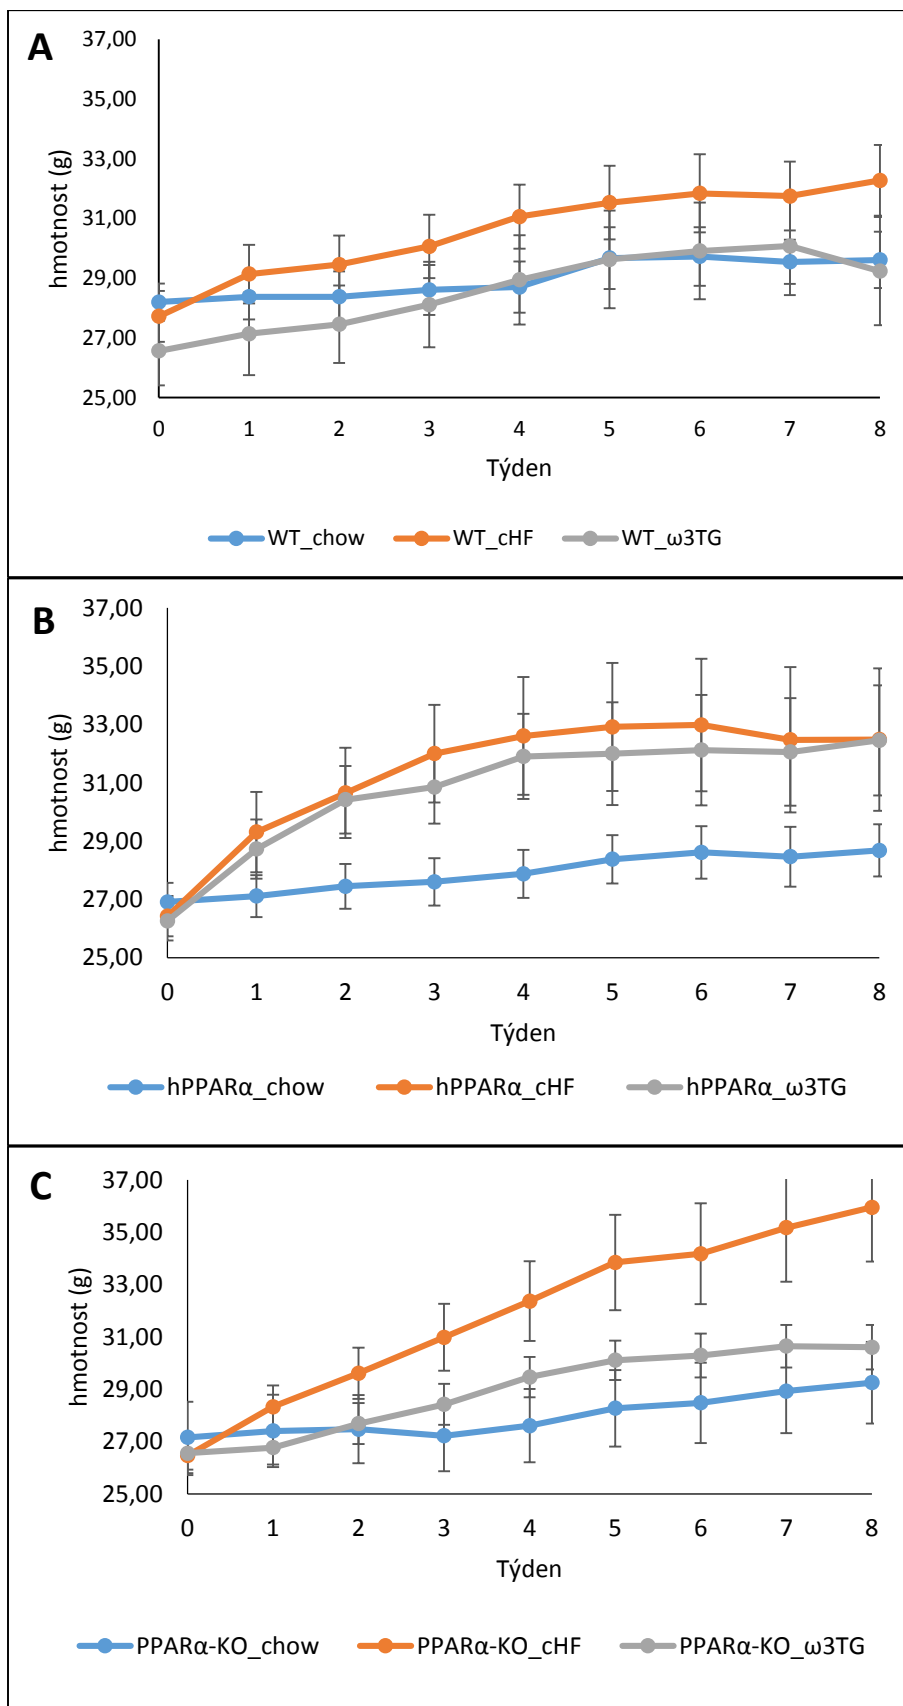 A
37,00
35,00
33,00
31,00
29,00
27,00
25,00
hmotnost (g)
0 1 2 3 4 5 6 7 8
Týden
WT_chow WT_cHF WT_ω3TG
B
37,00
35,00
33,00
31,00
29,00
27,00
25,00
hmotnost (g)
0 1 2 3 4 5 6 7 8
Týden
hPPARα_chow hPPARα_cHF hPPARα_ω3TG
C
37,00
35,00
33,00
31,00
29,00
27,00
25,00
hmotnost (g)
0 1 2 3 4 5 6 7 8
Týden
PPARα-KO_chow PPARα-KO_cHF PPARα-KO_ω3TG